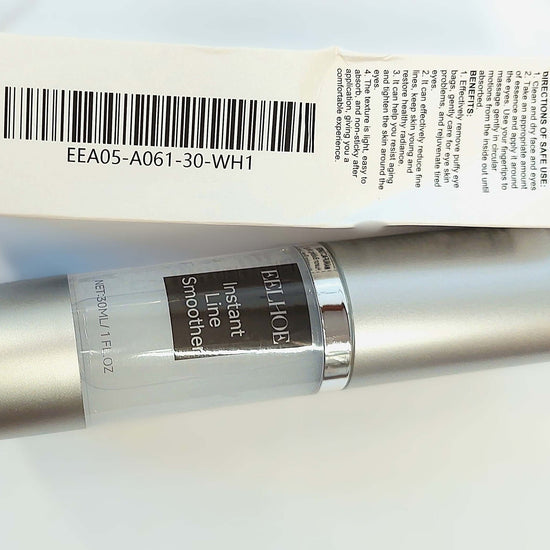 DIRECTIONS OF SAFE USE:
1. Clean and dry face and eyes
2. Take an appropriate amount
of essence and apply it around
the eyes. Use your fingertips to
massage gently in circular
motions from the inside out until
absorbed.
BENEFITS:
1. Effectively remove puffy eye
bags, gently care for eye skin
problems, and rejuvenate tired
eyes.
2. It can effectively reduce fine
lines, keep skin young and
restore healthy radiance.
3. It can help you resist aging
and tighten the skin around the
eyes.
4. The texture is light, easy to
absorb, and non-sticky after
application, giving you a
comfortable experience.
EEA05-A061-30-WH1
EELHOE
Instant
Line
Smoother
NET:30ML/ 1 FL.OZ